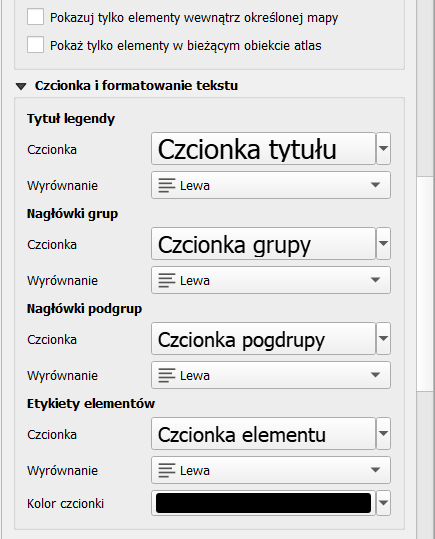 Pokazuj tylko elementy wewnątrz określonej mapy
Pokaż tylko elementy w bieżącym obiekcie atlas
Czcionka i formatowanie tekstu
Tytuł legendy
Czcionka Czcionka tytułu
Wyrównanie Lewa
Nagłówki grup
Czcionka Czcionka grupy
Wyrównanie Lewa
Nagłówki podgrup
Czcionka Czcionka pogdrupy
Wyrównanie Lewa
Etykiety elementów
Czcionka Czcionka elementu
Wyrównanie Lewa
Kolor czcionki